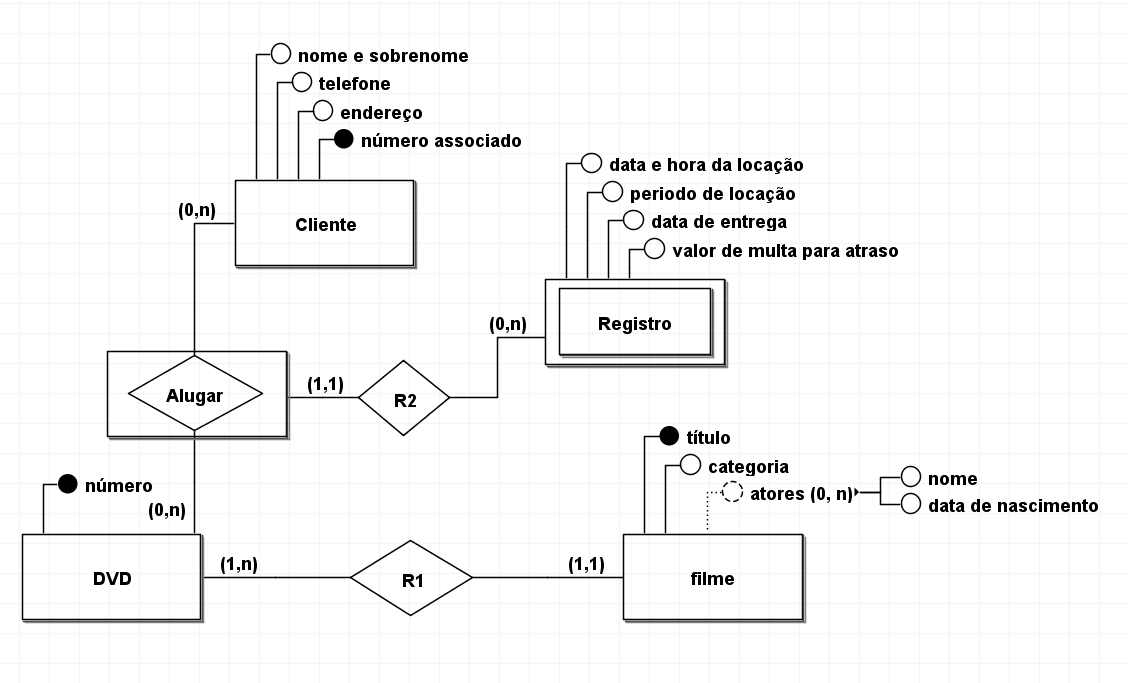 nome e sobrenome
telefone
endereço
número associado
(0,n)
Cliente
data e hora da locação
periodo de locação
data de entrega
valor de multa para atraso
(0,n)
Registro
Alugar
(1,1)
R2
título
categoria
atores (0, n)
nome
data de nascimento
número
(0,n)
DVD
(1,n)
R1
(1,1)
filme